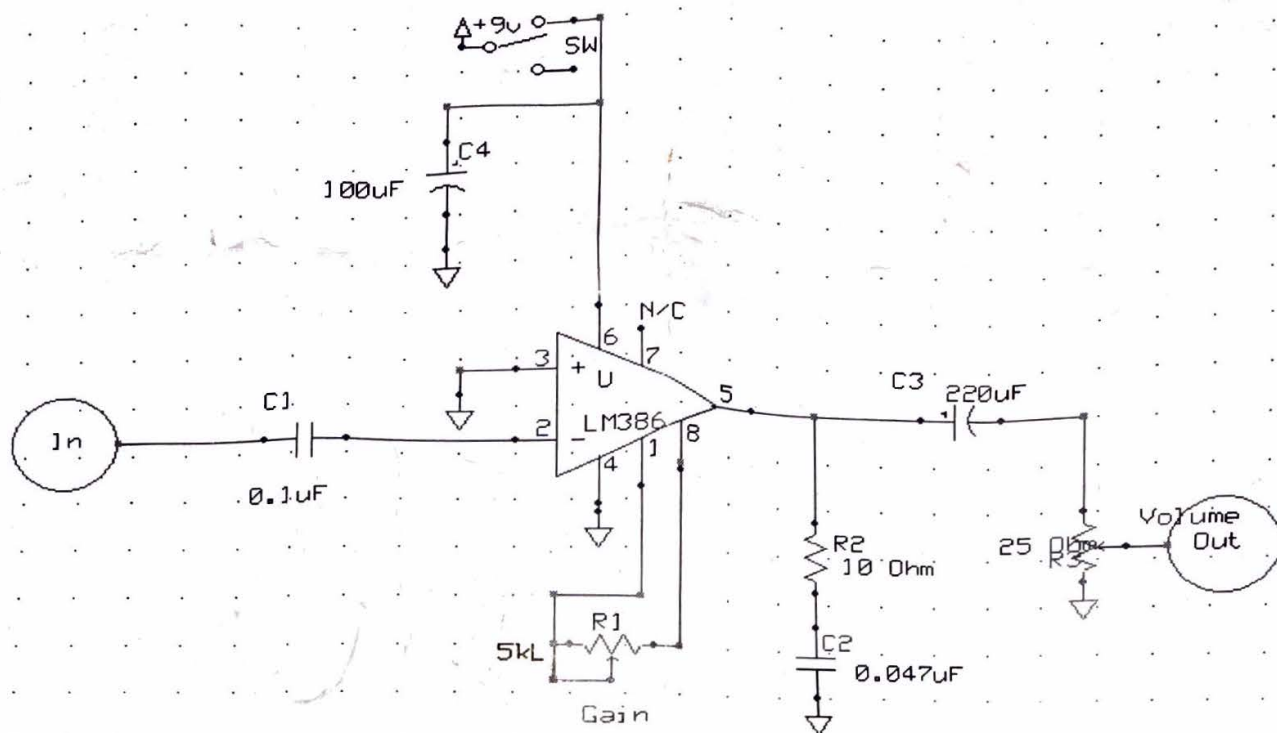 +9v
SW
C4
100uF
N/C
6
7
3
+
U
5
C3
220uF
C1
In
2
-
LM386
1
8
4
0.1uF
Volume
25 Ohm
Out
R3
R2
10 Ohm
R1
5kL
C2
0.047uF
Gain